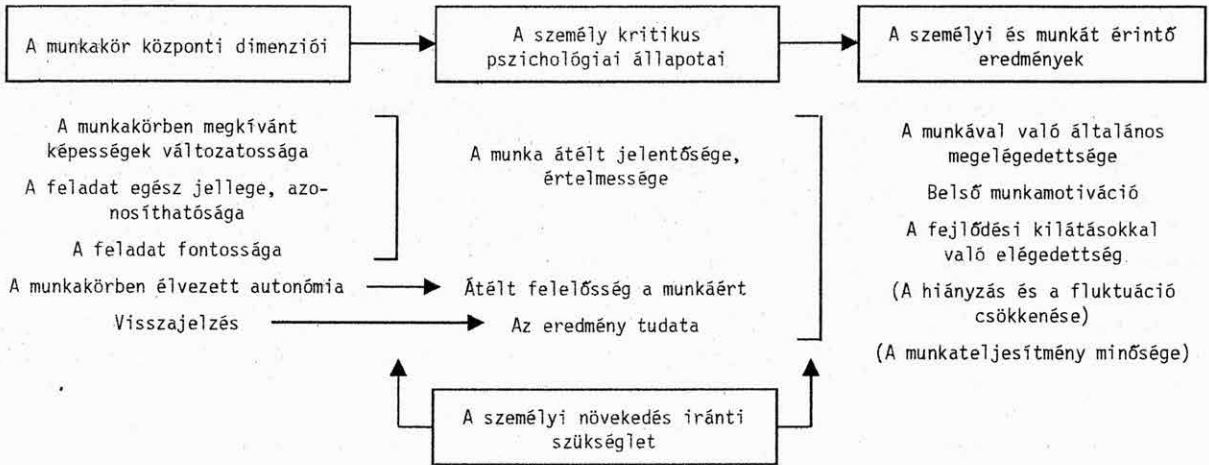 A munkakör központi dimenziói
A személy kritikus
pszichológiai állapotai
A személyi és munkát érintő
eredmények
A munkakörben megkívánt
képességek változatossága
A feladat egész jellege, azo-
nosíthatósága
A feladat fontossága
A munkakörben élvezett autonómia
Visszajelzés
A munka átélt jelentősége,
értelmessége
Átélt felelősség a munkáért
Az eredmény tudata
A munkával való általános
megelégedettsége
Belső munkamotiváció
A fejlődési kilátásokkal
való elégedettség
(A hiányzás és a fluktuáció
csökkenése)
(A munkateljesítmény minősége)
A személyi növekedés iránti
szükséglet